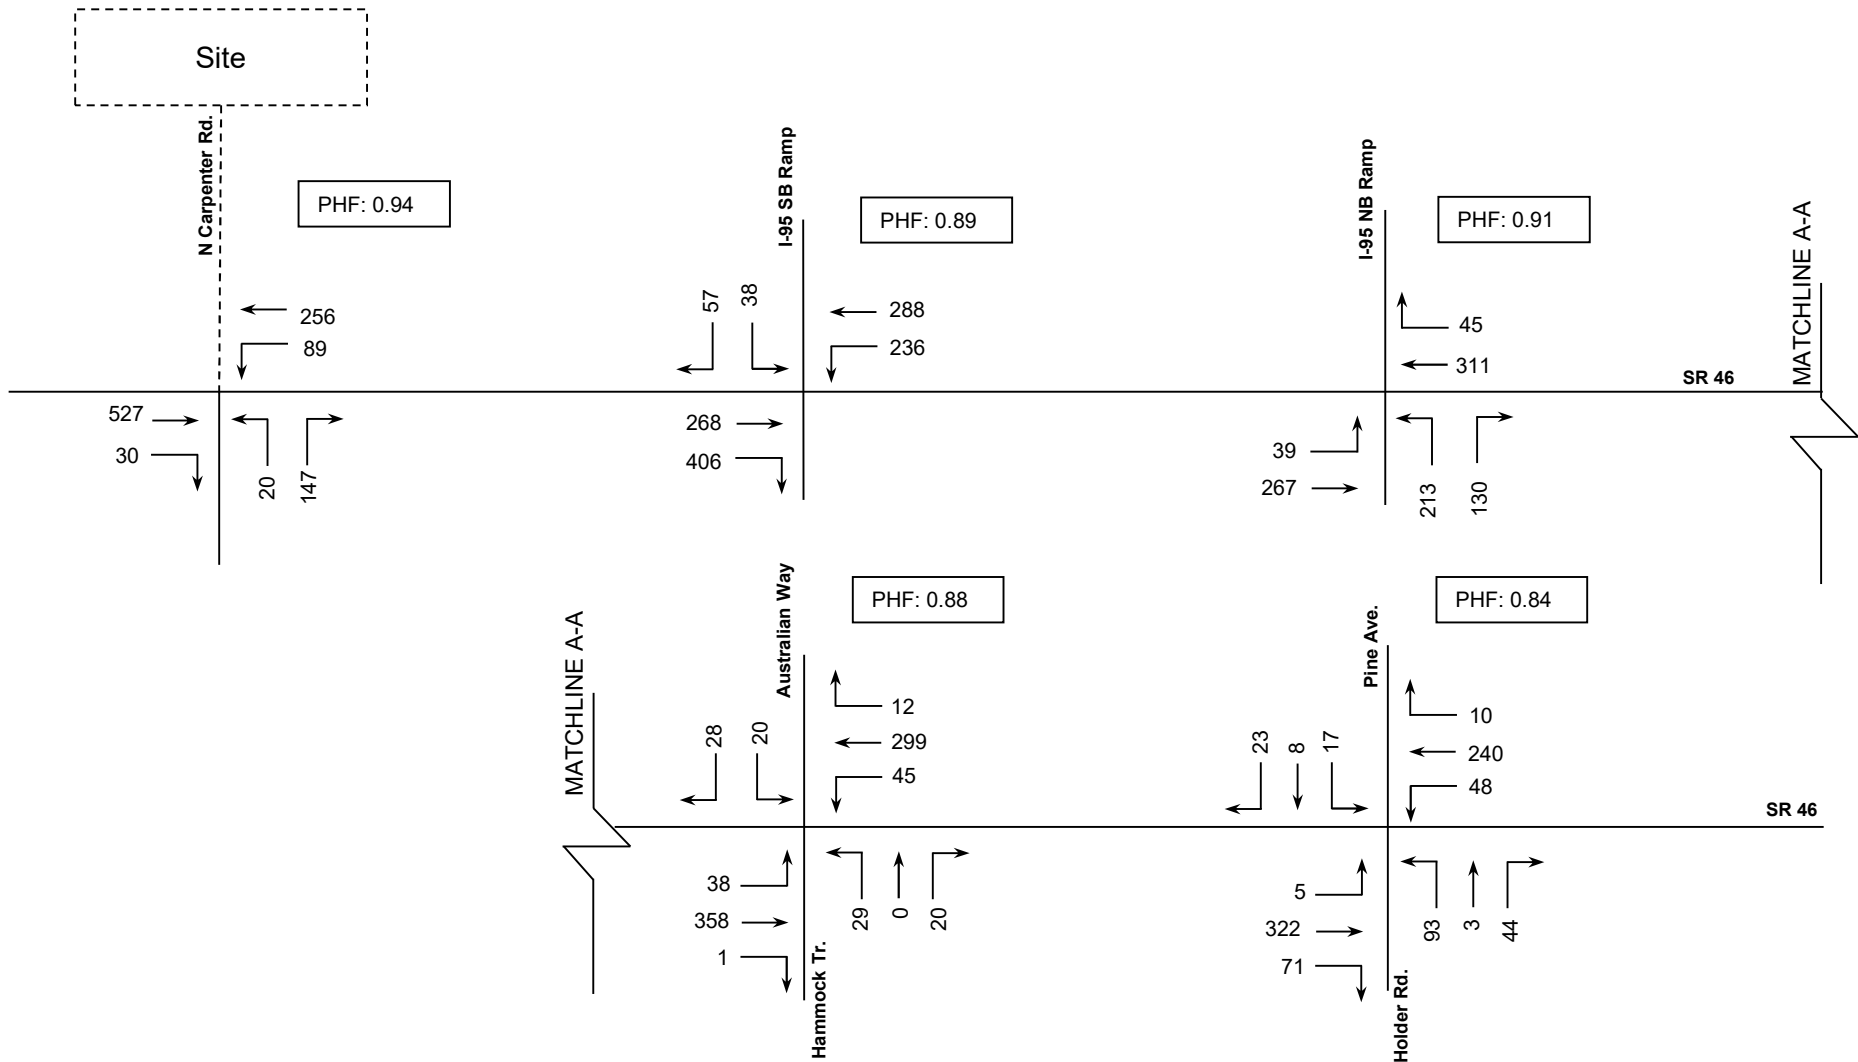 Site
N Carpenter Rd.
PHF: 0.94
256
89
527
30
20
147
I-95 SB Ramp
PHF: 0.89
57
38
288
236
268
406
I-95 NB Ramp
PHF: 0.91
45
311
SR 46
39
267
213
130
MATCHLINE A-A
MATCHLINE A-A
Australian Way
PHF: 0.88
28
20
12
299
45
38
358
1
29
0
20
Hammock Tr.
Pine Ave.
PHF: 0.84
23
8
17
10
240
48
SR 46
5
322
71
93
3
44
Holder Rd.